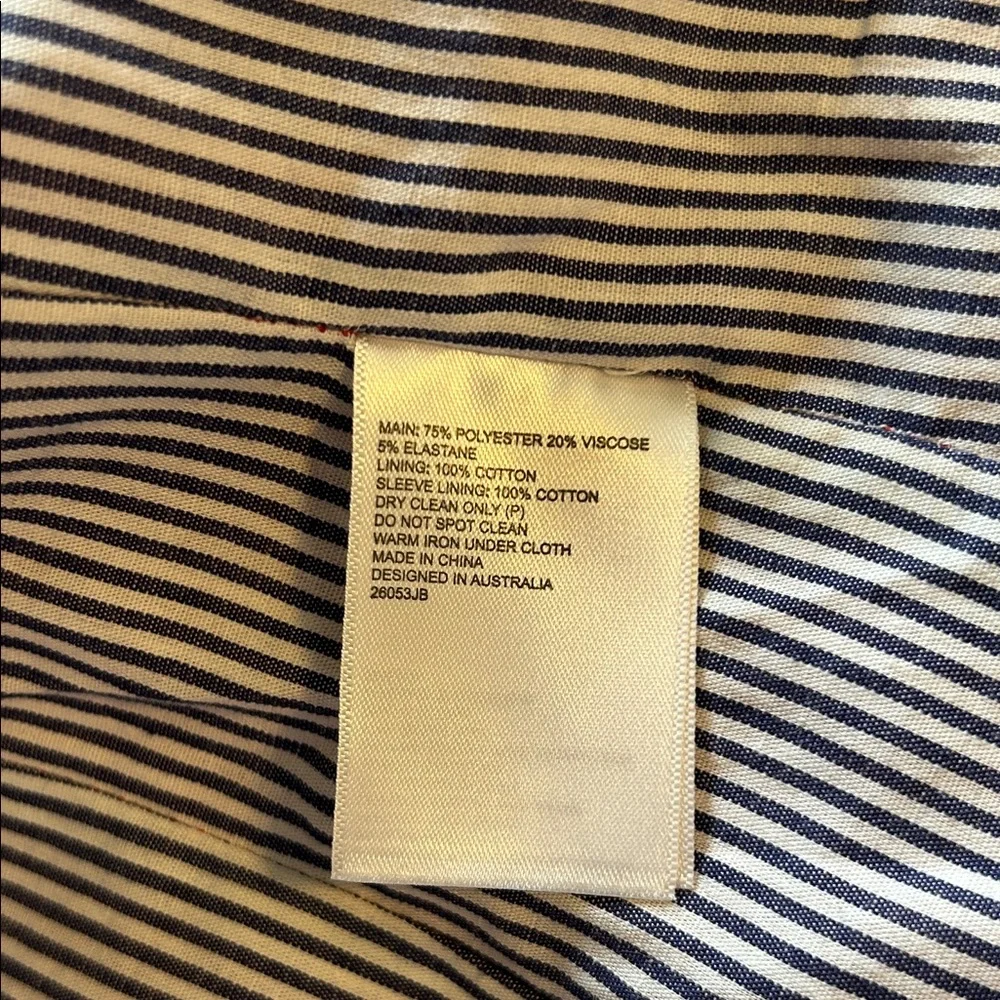 MAIN: 75% POLYESTER 20% VISCOSE
5% ELASTANE
LINING: 100% COTTON
SLEEVE LINING: 100% COTTON
DRY CLEAN ONLY (P)
DO NOT SPOT CLEAN
WARM IRON UNDER CLOTH
MADE IN CHINA
DESIGNED IN AUSTRALIA
26053JB